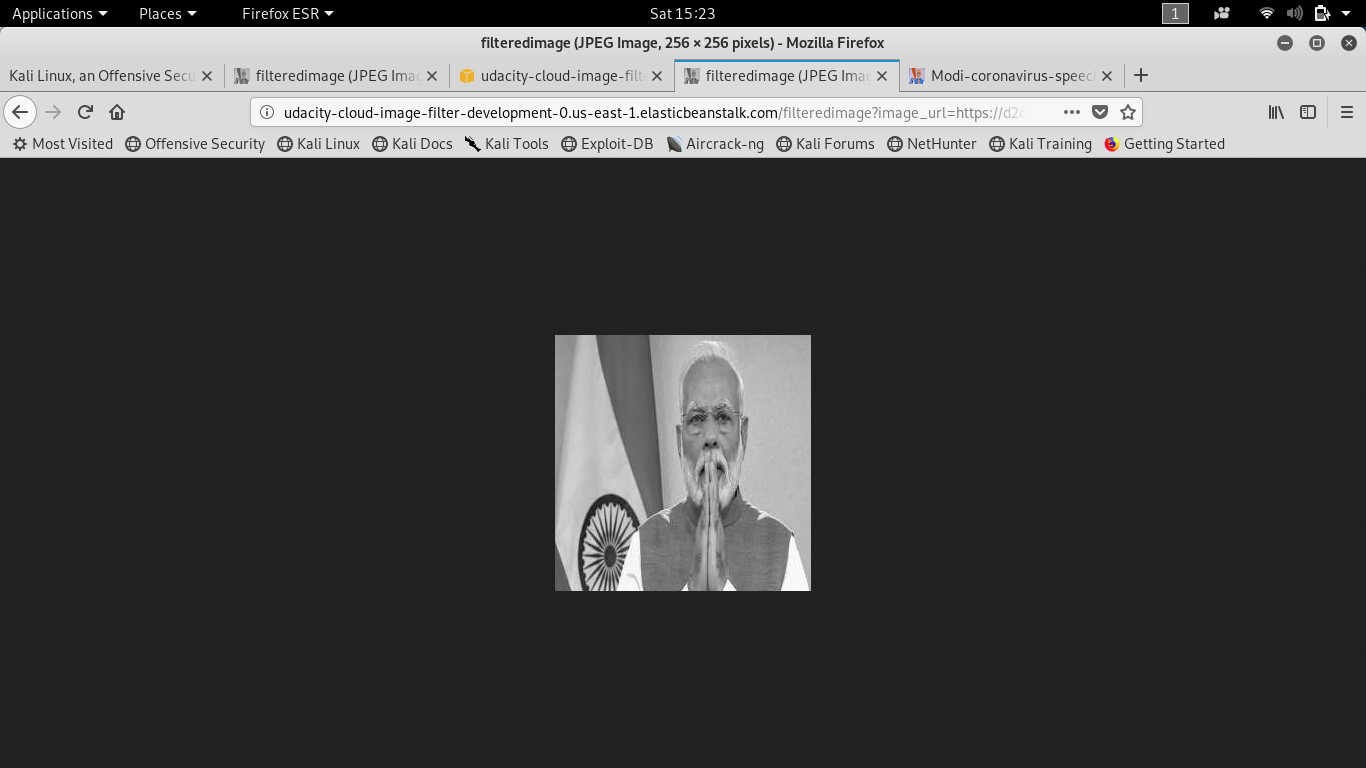 Applications Places Firefox ESR Sat 15:23 1
filteredimage (JPEG Image, 256 × 256 pixels) - Mozilla Firefox
Kali Linux, an Offensive Secu filteredimage (JPEG Imag udacity-cloud-image-filt filteredimage (JPEG Imag Modi-coronavirus-speec
udacity-cloud-image-filter-development-0.us-east-1.elasticbeanstalk.com/filteredimage?image_url=https://d2c
Most Visited Offensive Security Kali Linux Kali Docs Kali Tools Exploit-DB Aircrack-ng Kali Forums NetHunter Kali Training Getting Started